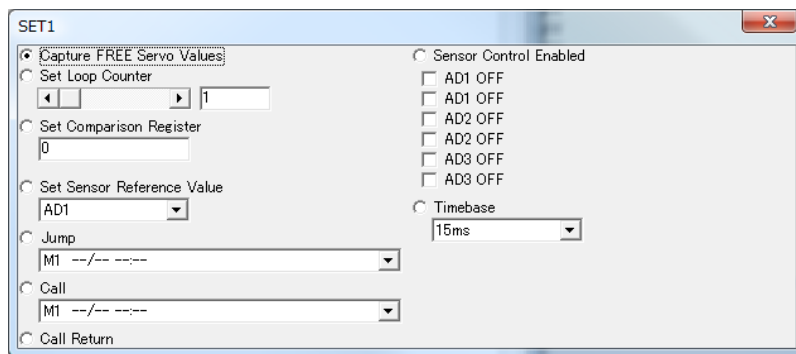 SET1
Capture FREE Servo Values
Set Loop Counter
1
Set Comparison Register
0
Set Sensor Reference Value
AD1
Jump
M1 --/-- --:--
Call
M1 --/-- --:--
Call Return
Sensor Control Enabled
AD1 OFF
AD1 OFF
AD2 OFF
AD2 OFF
AD3 OFF
AD3 OFF
Timebase
15ms